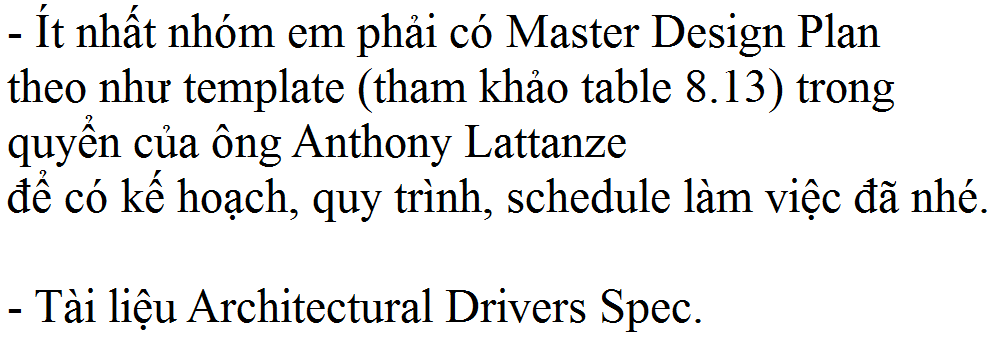 - Ít nhất nhóm em phải có Master Design Plan
theo như template (tham khảo table 8.13) trong
quyển của ông Anthony Lattanze
để có kế hoạch, quy trình, schedule làm việc đã nhé.
- Tài liệu Architectural Drivers Spec.